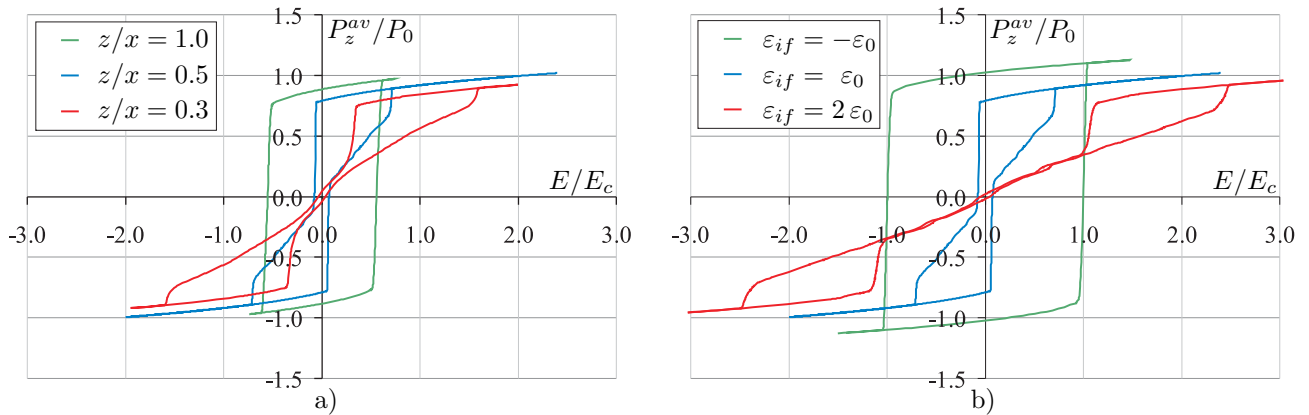 P_z^{av}/P_0
1.5
z/x = 1.0
z/x = 0.5
z/x = 0.3
1.0
0.5
E/E_c
0.0
-3.0 -2.0 -1.0 0.0 1.0 2.0 3.0
-0.5
-1.0
-1.5
a)
P_z^{av}/P_0
1.5
ε_{if} = −ε_0
ε_{if} = ε_0
ε_{if} = 2 ε_0
1.0
0.5
E/E_c
0.0
-3.0 -2.0 -1.0 0.0 1.0 2.0 3.0
-0.5
-1.0
-1.5
b)